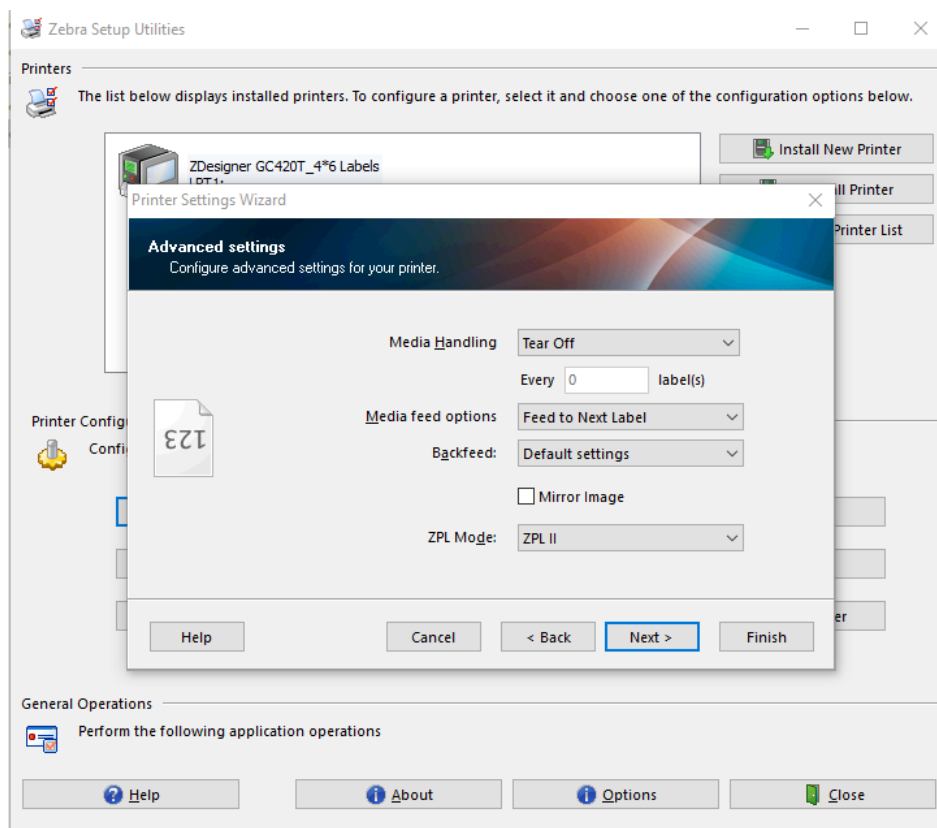 Zebra Setup Utilities
Printers
The list below displays installed printers. To configure a printer, select it and choose one of the configuration options below.
ZDesigner GC420T_4*6 Labels
LPT1:
Install New Printer
Printer
Printer List
Printer Settings Wizard
Advanced settings
Configure advanced settings for your printer.
Media Handling
Tear Off
Every 0 label(s)
Media feed options
Feed to Next Label
Backfeed:
Default settings
Mirror Image
ZPL Mode:
ZPL II
123
Help
Cancel
< Back
Next >
Finish
Printer
General Operations
Perform the following application operations
Help
About
Options
Close